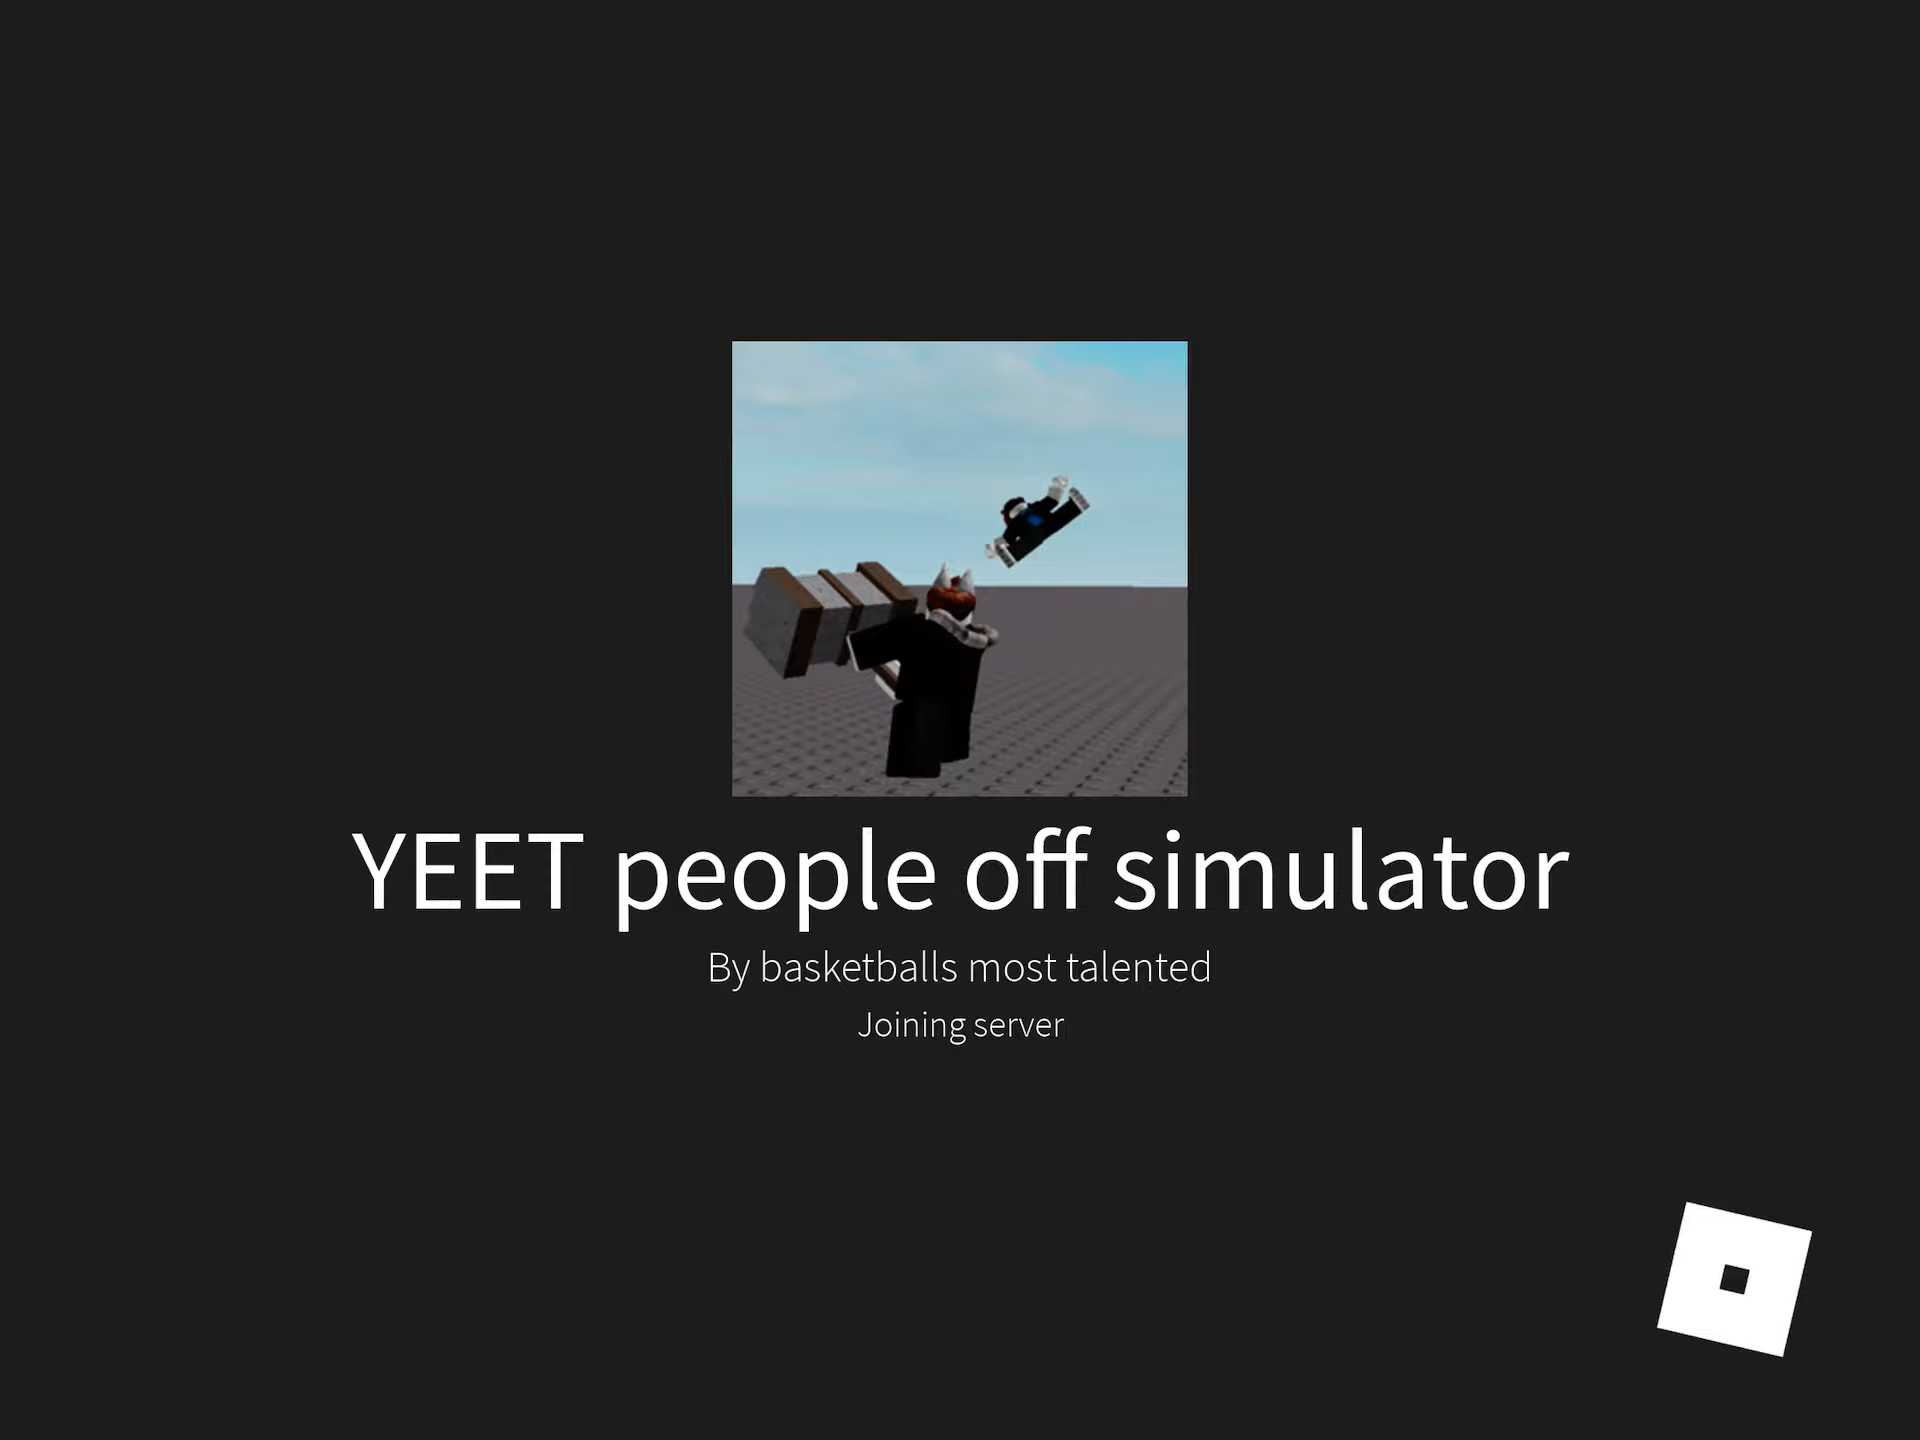 YEET people off simulator
By basketballs most talented
Joining server